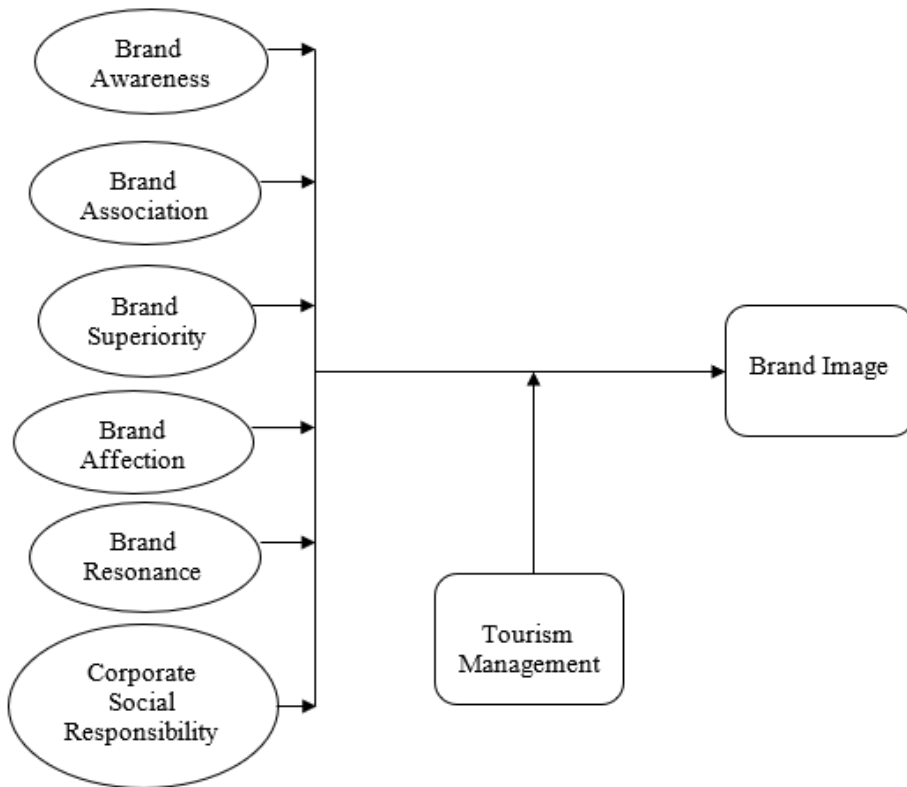 Brand
Awareness
Brand
Association
Brand
Superiority
Brand
Affection
Brand
Resonance
Corporate
Social
Responsibility
Brand Image
Tourism
Management